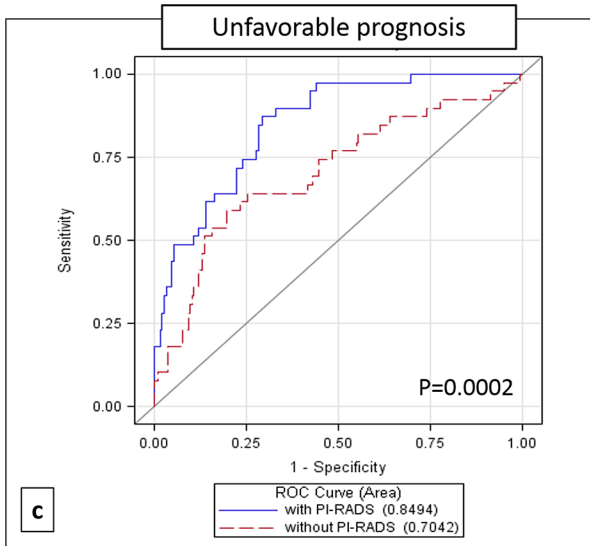 Unfavorable prognosis
1.00
0.75
0.50
0.25
0.00
Sensitivity
P=0.0002
0.00 0.25 0.50 0.75 1.00
1 - Specificity
ROC Curve (Area)
with PI-RADS (0.8494)
without PI-RADS (0.7042)
c